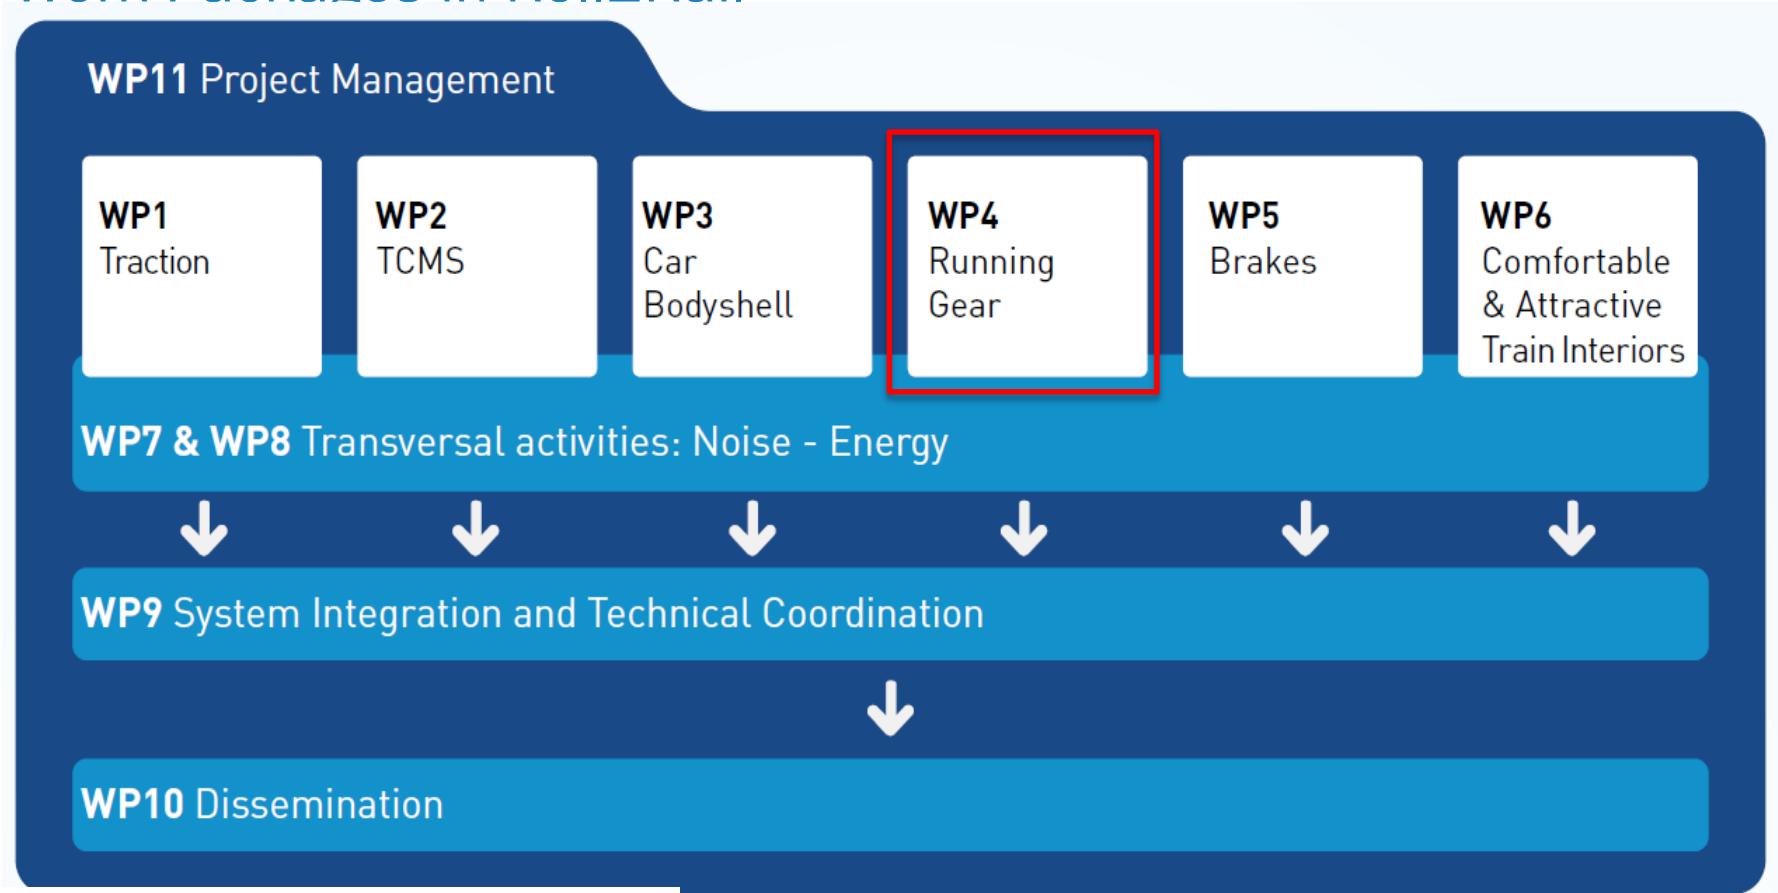 WP11 Project Management
WP1
Traction
WP2
TCMS
WP3
Car
Bodyshell
WP4
Running
Gear
WP5
Brakes
WP6
Comfortable
& Attractive
Train Interiors
WP7 & WP8 Transversal activities: Noise - Energy
WP9 System Integration and Technical Coordination
WP10 Dissemination